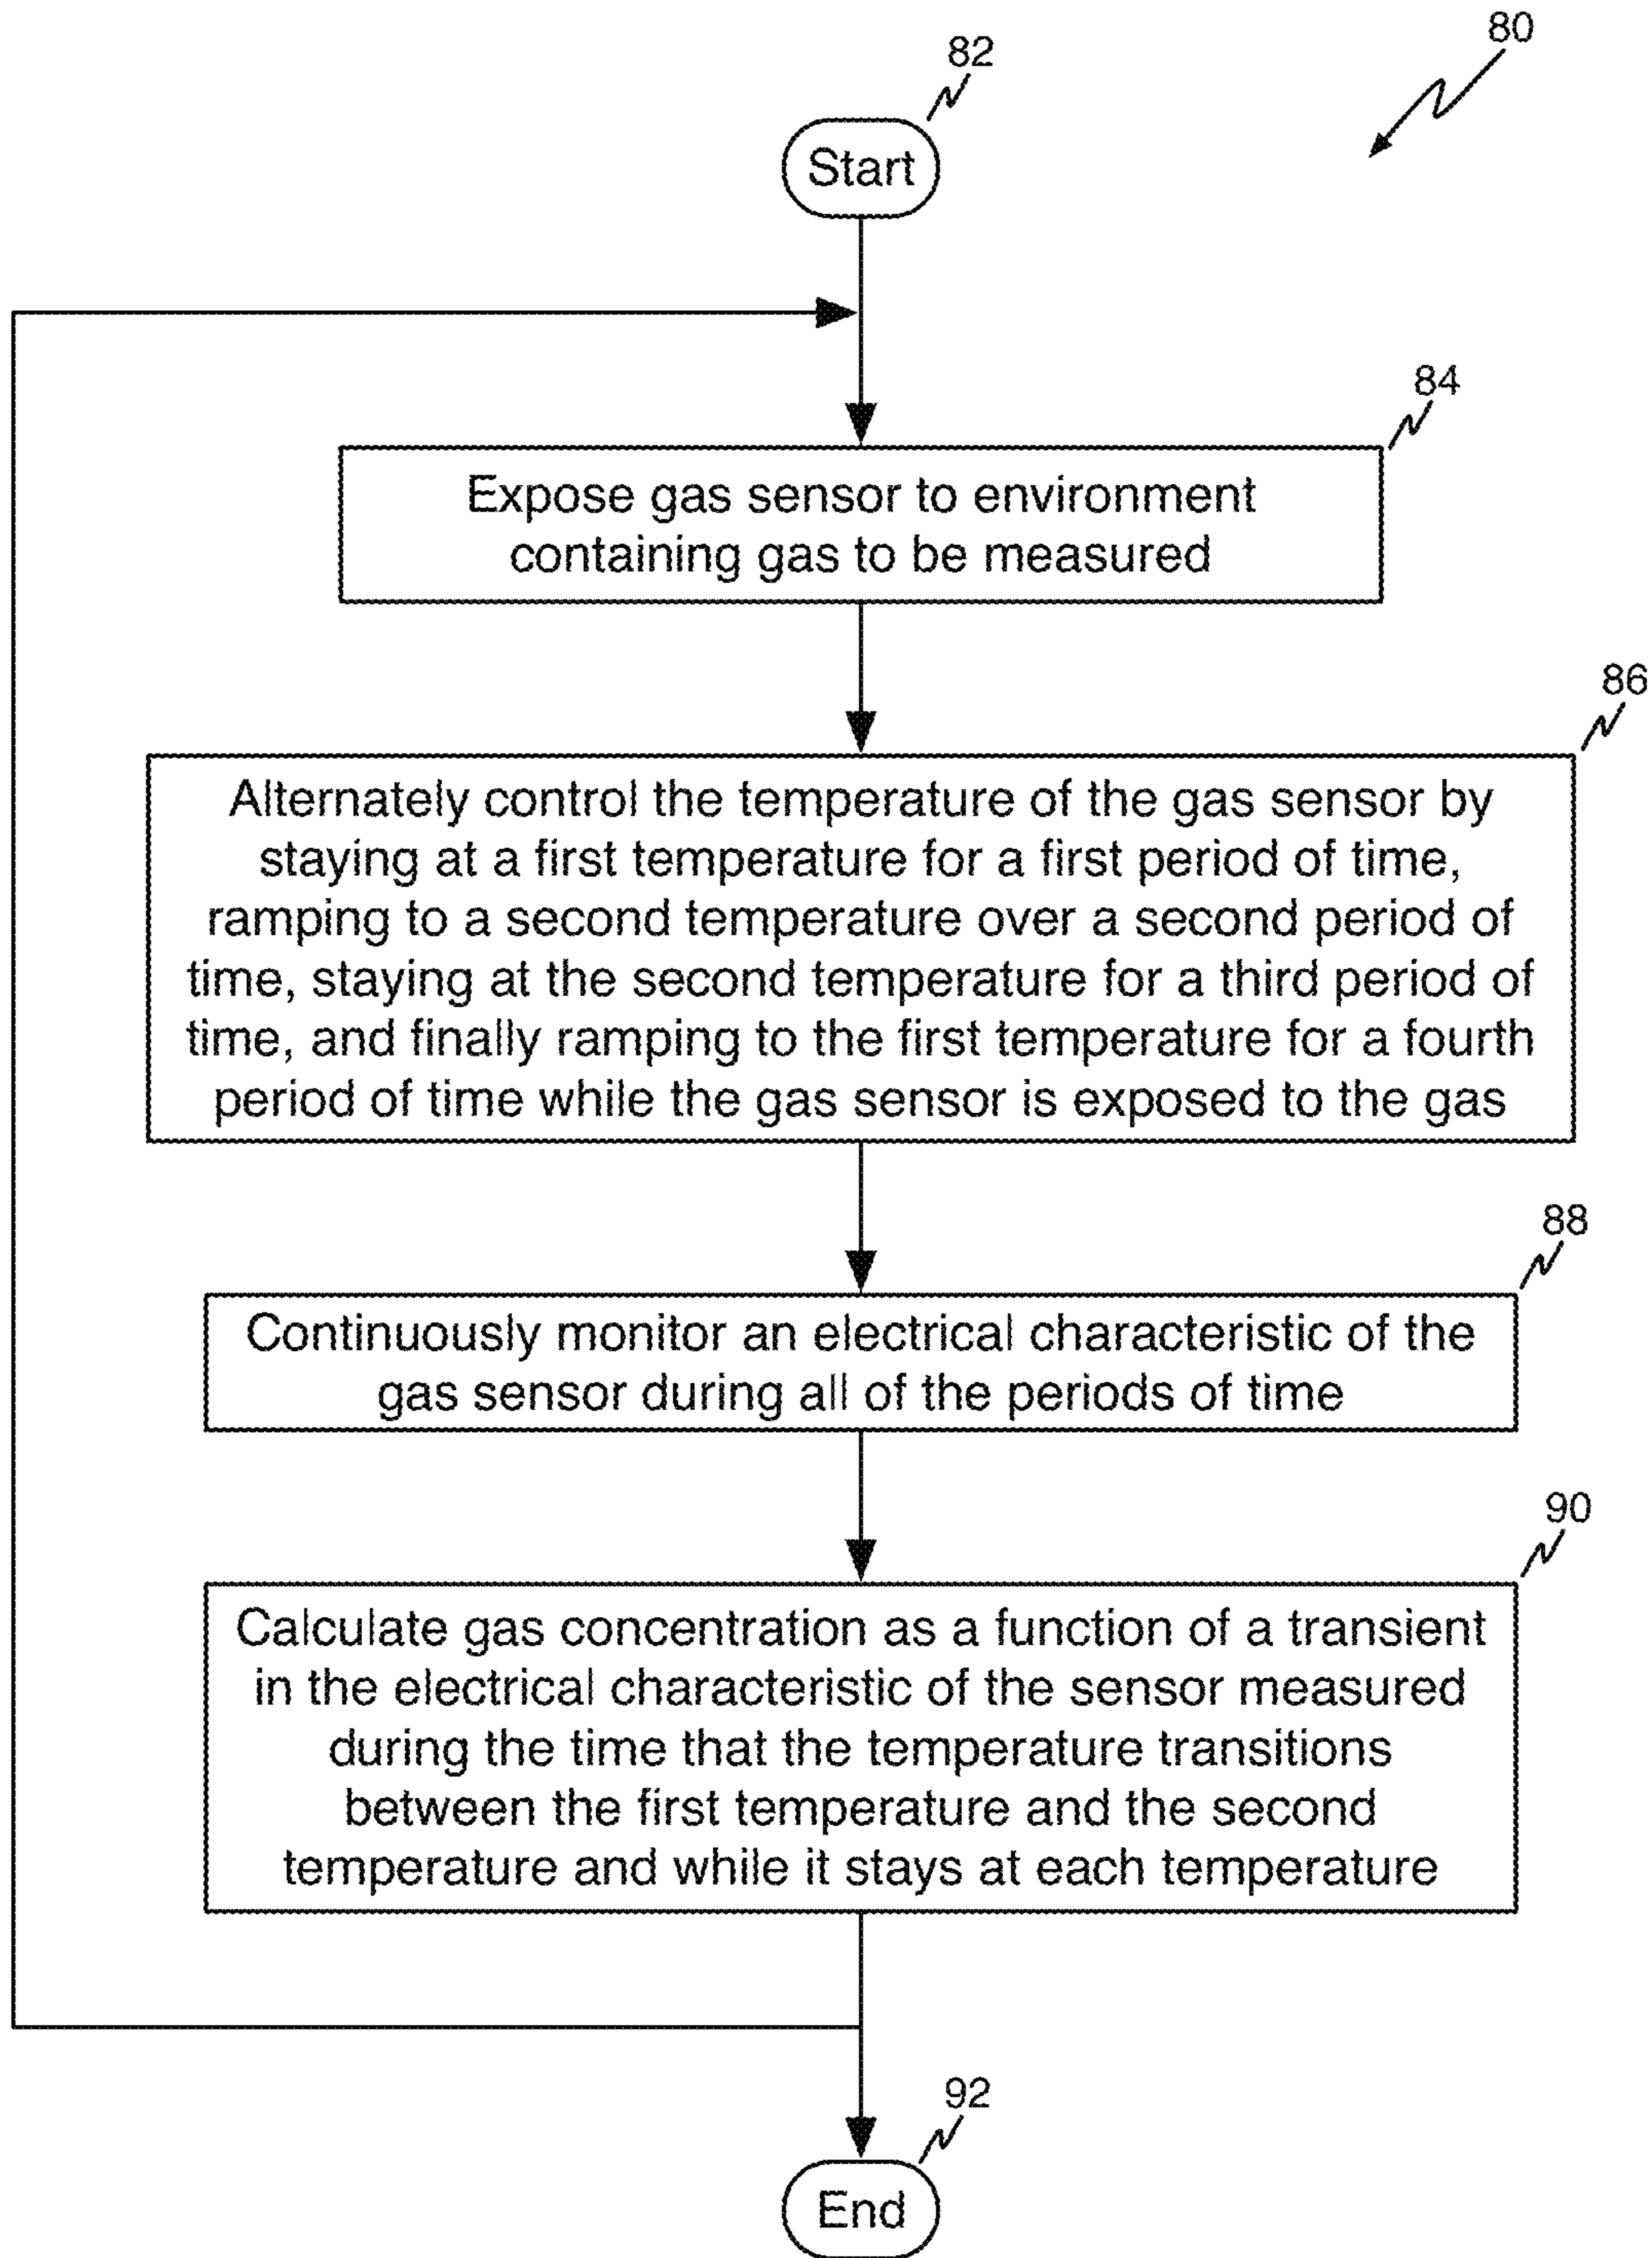 80
82
Start
84
Expose gas sensor to environment
containing gas to be measured
86
Alternately control the temperature of the gas sensor by
staying at a first temperature for a first period of time,
ramping to a second temperature over a second period of
time, staying at the second temperature for a third period of
time, and finally ramping to the first temperature for a fourth
period of time while the gas sensor is exposed to the gas
88
Continuously monitor an electrical characteristic of the
gas sensor during all of the periods of time
90
Calculate gas concentration as a function of a transient
in the electrical characteristic of the sensor measured
during the time that the temperature transitions
between the first temperature and the second
temperature and while it stays at each temperature
92
End